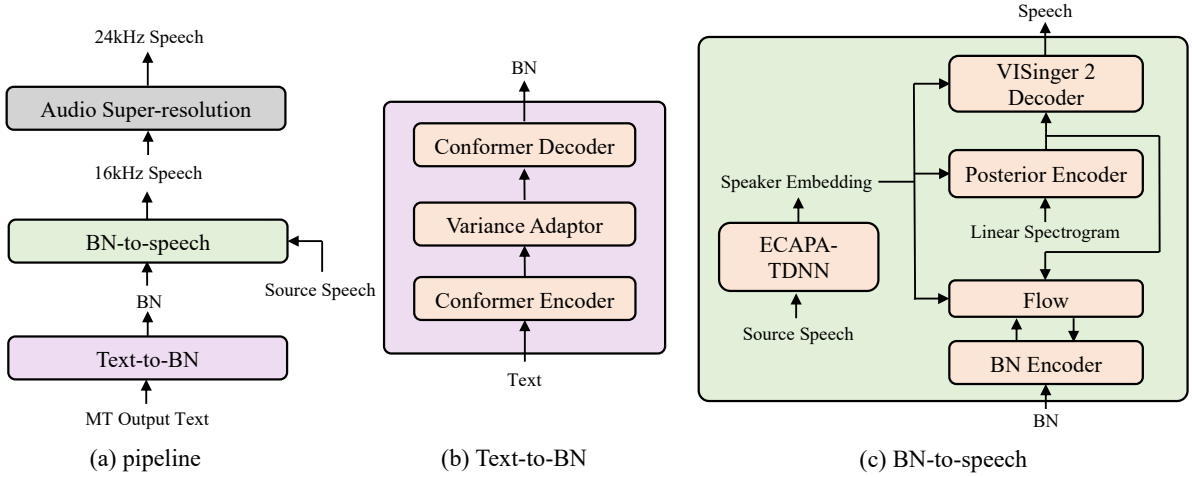 24kHz Speech
Audio Super-resolution
16kHz Speech
BN-to-speech
Source Speech
BN
Text-to-BN
MT Output Text
(a) pipeline
BN
Conformer Decoder
Variance Adaptor
Conformer Encoder
Text
(b) Text-to-BN
Speech
VISinger 2
Decoder
Posterior Encoder
Speaker Embedding
Linear Spectrogram
ECAPA-
TDNN
Flow
Source Speech
BN Encoder
BN
(c) BN-to-speech